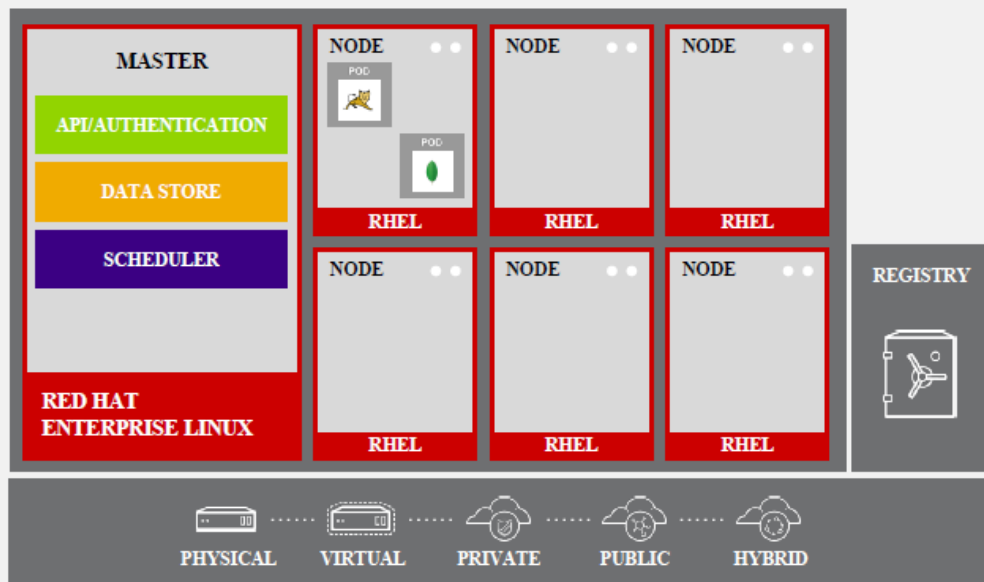 MASTER
API/AUTHENTICATION
DATA STORE
SCHEDULER
RED HAT
ENTERPRISE LINUX
NODE
POD
POD
RHEL
NODE
RHEL
NODE
RHEL
NODE
RHEL
NODE
RHEL
NODE
RHEL
REGISTRY
PHYSICAL
VIRTUAL
PRIVATE
PUBLIC
HYBRID